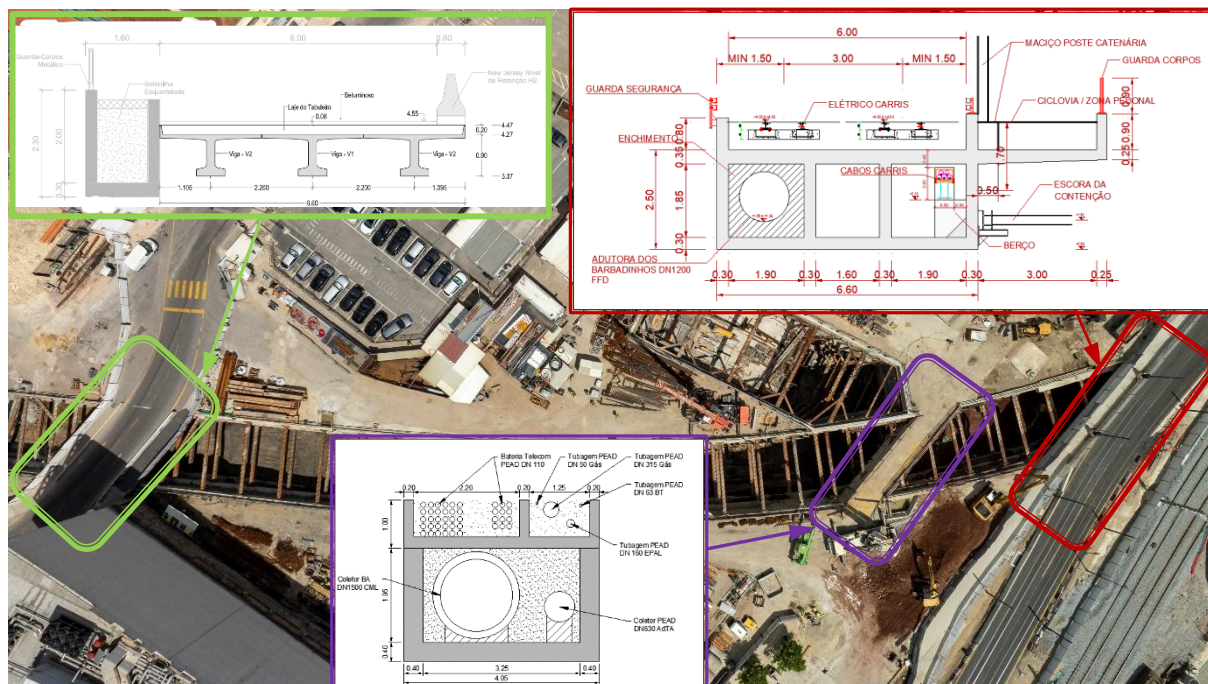 1.60
6.00
0.60
Guarda-Corpos
Metálico
Betonilha
Esquartelada
New Jersey Nível
de Retenção H2
Betuminoso
Laje do Tabuleiro
0.08
4.55
4.47
0.20
4.27
2.30
2.00
Viga - V2
Viga - V1
Viga - V2
0.90
3.37
0.30
1.105
2.200
2.200
1.095
6.60
6.00
MIN 1.50
3.00
MIN 1.50
MACIÇO POSTE CATENÁRIA
GUARDA CORPOS
GUARDA SEGURANÇA
ELÉTRICO CARRIS
CICLOVIA / ZONA PEDONAL
0.90
ENCHIMENTO
0.80
0.90
0.35
1.70
0.25
CABOS CARRIS
2.50
1.85
0.50
ESCORA DA
CONTENÇÃO
0.30
BERÇO
ADUTORA DOS
BARBADINHOS DN1200
FFD
0.30
1.90
0.30
1.60
0.30
1.90
0.30
3.00
0.25
6.60
Bateria Telecom
PEAD DN 110
Tubagem PEAD
DN 50 Gás
Tubagem PEAD
DN 315 Gás
0.20
2.20
0.20
1.25
0.20
Tubagem PEAD
DN 63 BT
1.00
Tubagem PEAD
DN 160 EPAL
Coletor BA
DN1500 CML
1.95
Coletor PEAD
DN630 AdTA
0.40
0.40
3.25
0.40
4.05